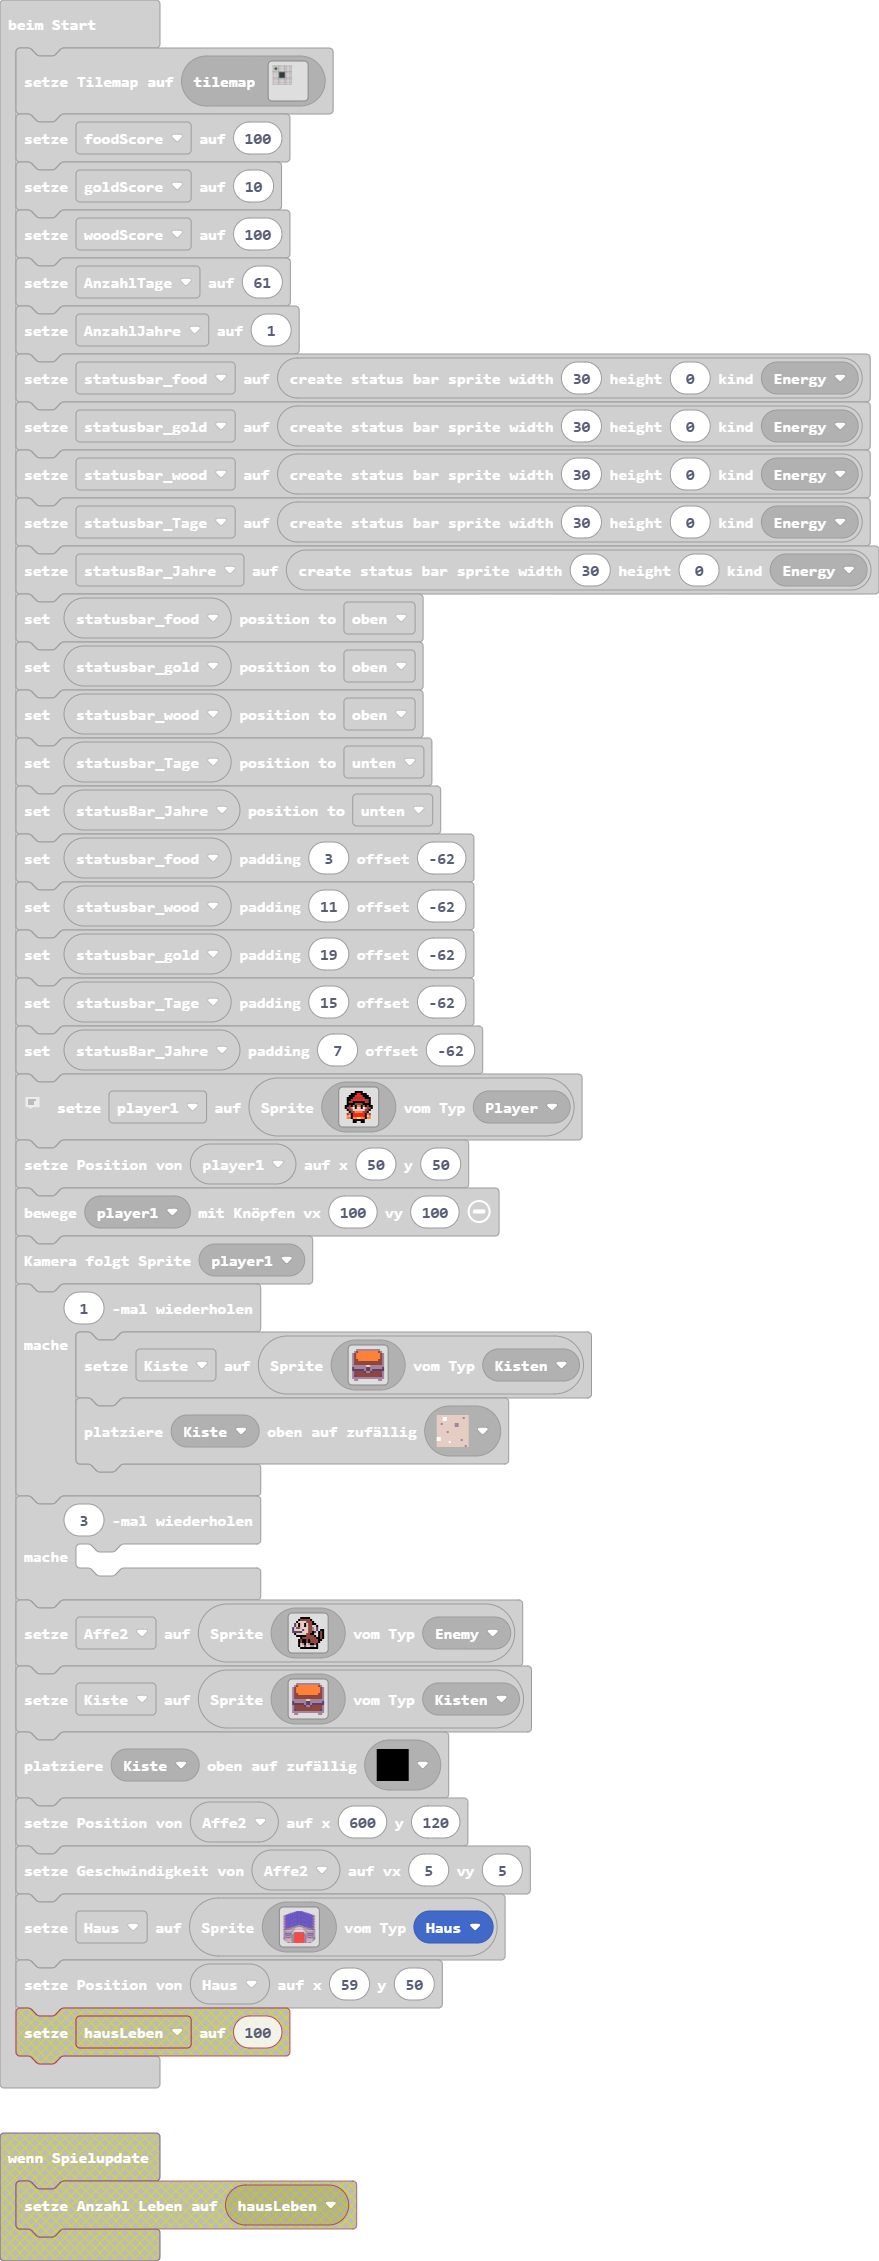 beim Start
setze Tilemap auf tilemap
setze foodScore auf 100
setze goldScore auf 10
setze woodScore auf 100
setze AnzahlTage auf 61
setze AnzahlJahre auf 1
setze statusbar_food auf create status bar sprite width 30 height 0 kind Energy
setze statusbar_gold auf create status bar sprite width 30 height 0 kind Energy
setze statusbar_wood auf create status bar sprite width 30 height 0 kind Energy
setze statusbar_Tage auf create status bar sprite width 30 height 0 kind Energy
setze statusBar_Jahre auf create status bar sprite width 30 height 0 kind Energy
set statusbar_food position to oben
set statusbar_gold position to oben
set statusbar_wood position to oben
set statusbar_Tage position to unten
set statusBar_Jahre position to unten
set statusbar_food padding 3 offset -62
set statusbar_wood padding 11 offset -62
set statusbar_gold padding 19 offset -62
set statusbar_Tage padding 15 offset -62
set statusBar_Jahre padding 7 offset -62
setze player1 auf Sprite vom Typ Player
setze Position von player1 auf x 50 y 50
bewege player1 mit Knöpfen vx 100 vy 100
Kamera folgt Sprite player1
1 -mal wiederholen
mache
setze Kiste auf Sprite vom Typ Kisten
platziere Kiste oben auf zufällig
3 -mal wiederholen
mache
setze Affe2 auf Sprite vom Typ Enemy
setze Kiste auf Sprite vom Typ Kisten
platziere Kiste oben auf zufällig
setze Position von Affe2 auf x 600 y 120
setze Geschwindigkeit von Affe2 auf vx 5 vy 5
setze Haus auf Sprite vom Typ Haus
setze Position von Haus auf x 59 y 50
setze hausLeben auf 100
wenn Spielupdate
setze Anzahl Leben auf hausLeben